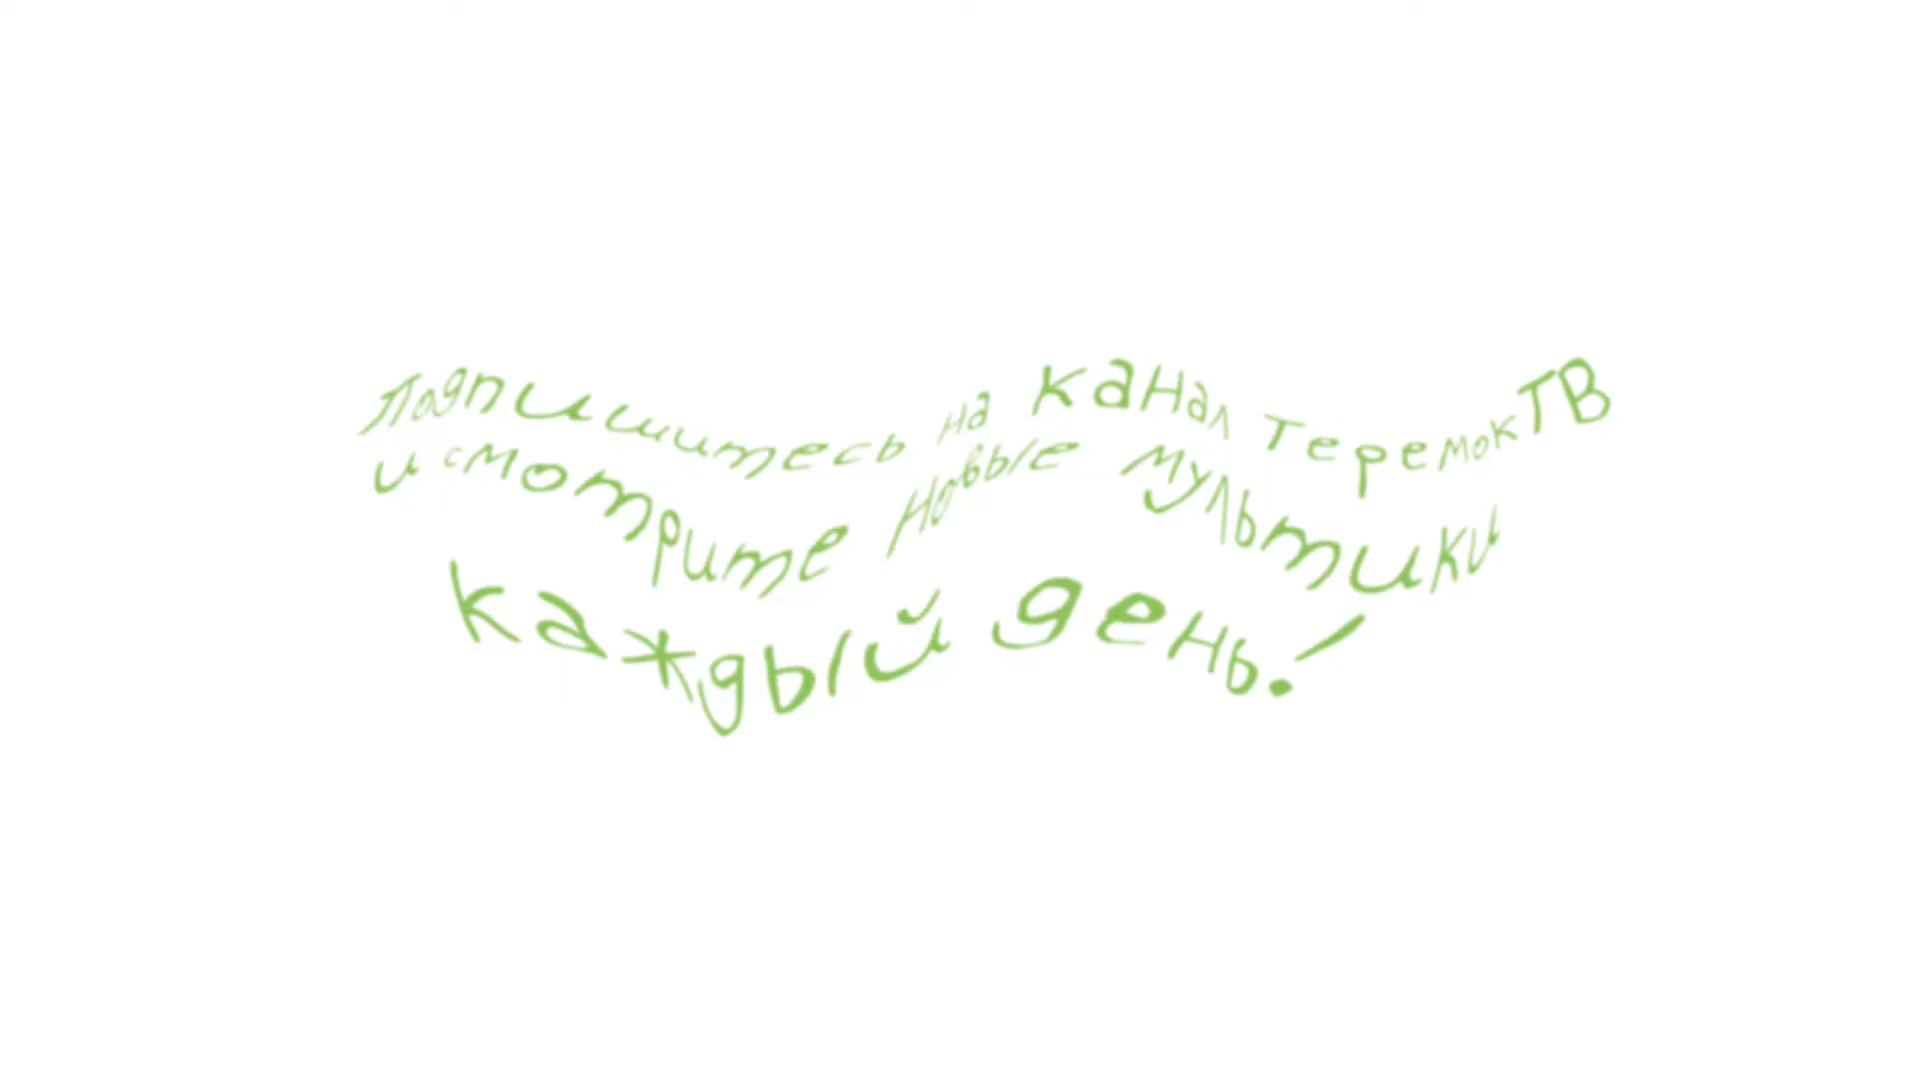 Подпишитесь на канал ТеремокТВ
и смотрите новые мультики
каждый день!